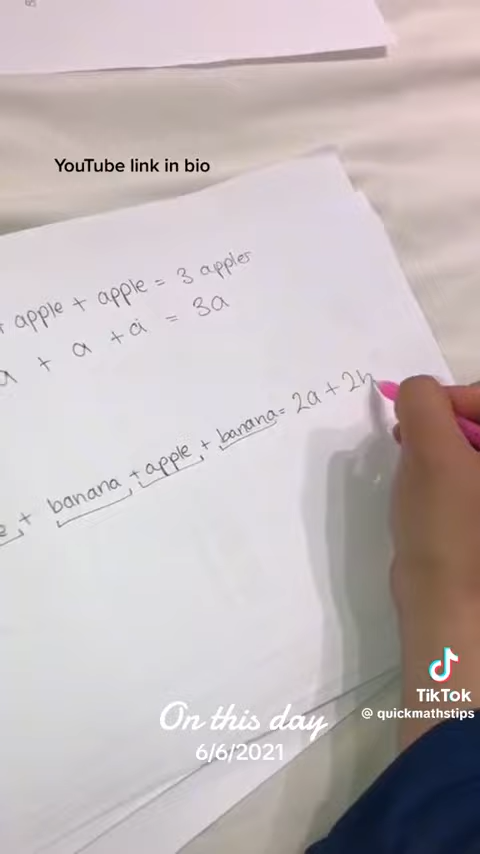 YouTube link in bio
+ apple + apple = 3 apples
a + a + a = 3a
e + banana + apple + banana = 2a + 2b
On this day
6/6/2021
TikTok
@ quickmathstips